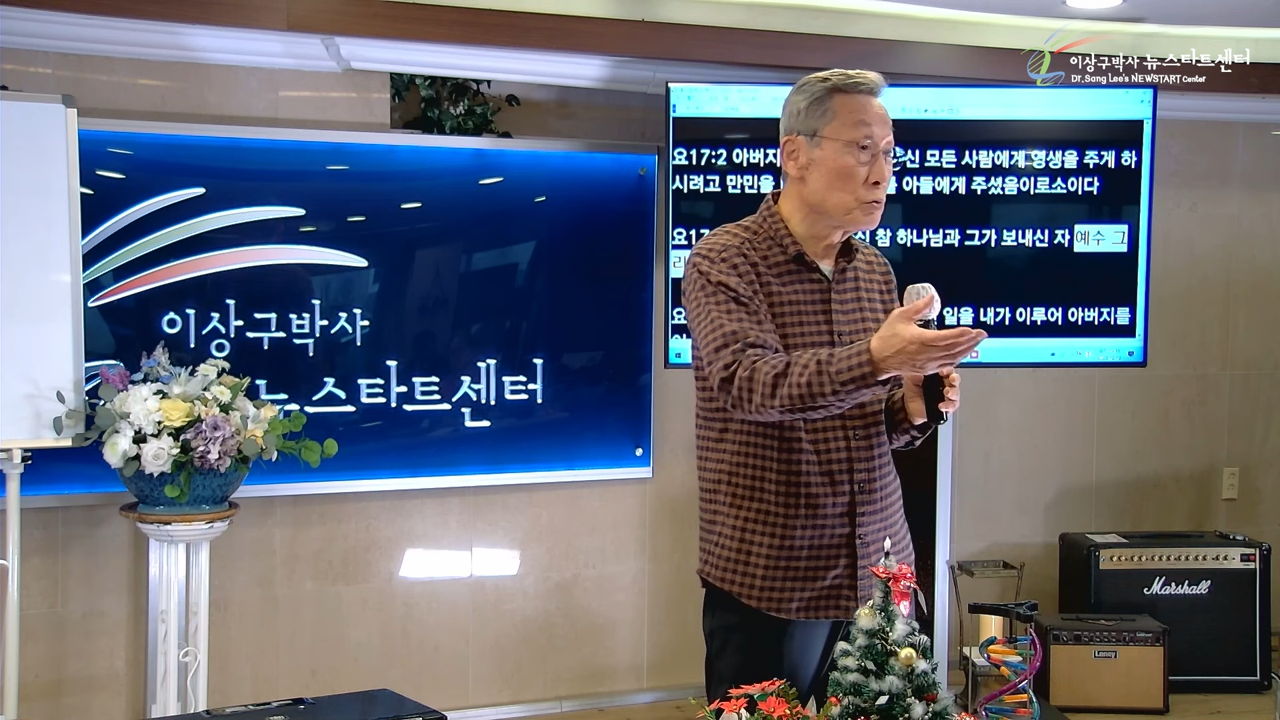 이상구박사 뉴스타트센터
Dr. Sang Lee's NEWSTART Center
요17:2 아버지 신 모든 사람에게 영생을 주게 하
시려고 만민을 를 아들에게 주셨음이로소이다
요17 신 참 하나님과 그가 보내신 자 예수 그
리
요 일을 내가 이루어 아버지를
이상구박사
뉴스타트센터
Marshall
Laney